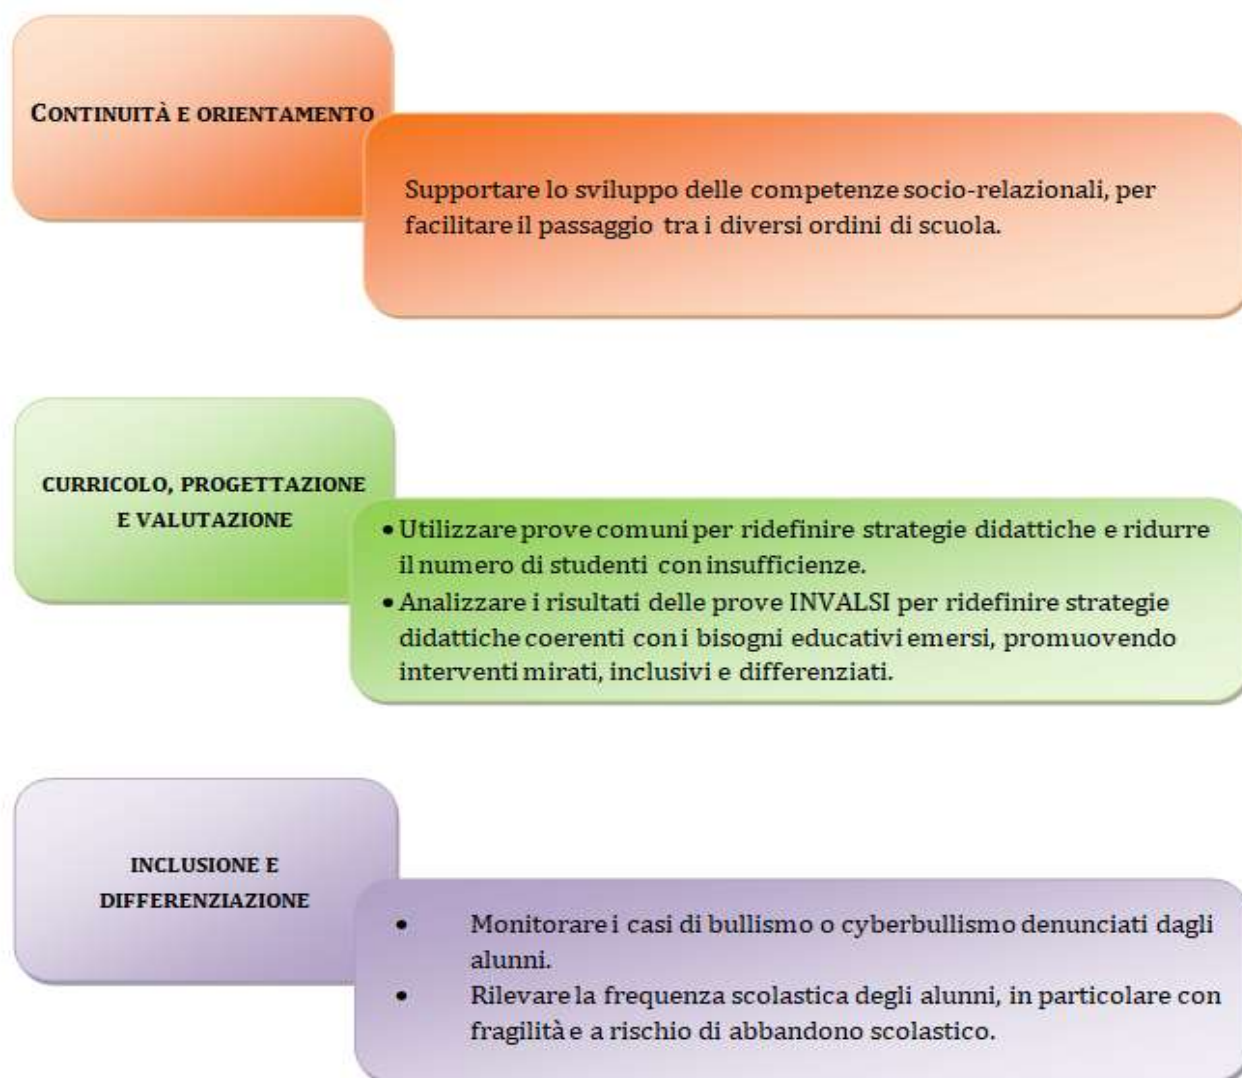 CONTINUITÀ E ORIENTAMENTO
Supportare lo sviluppo delle competenze socio-relazionali, per
facilitare il passaggio tra i diversi ordini di scuola.
CURRICOLO, PROGETTAZIONE
E VALUTAZIONE
• Utilizzare prove comuni per ridefinire strategie didattiche e ridurre
il numero di studenti con insufficienze.
• Analizzare i risultati delle prove INVALSI per ridefinire strategie
didattiche coerenti con i bisogni educativi emersi, promuovendo
interventi mirati, inclusivi e differenziati.
INCLUSIONE E
DIFFERENZIAZIONE
• Monitorare i casi di bullismo o cyberbullismo denunciati dagli
alunni.
• Rilevare la frequenza scolastica degli alunni, in particolare con
fragilità e a rischio di abbandono scolastico.